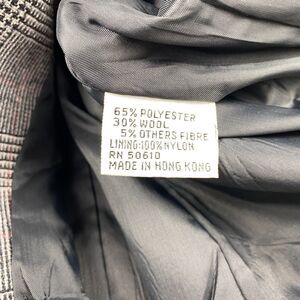 65% POLYESTER
30% WOOL
5% OTHERS FIBRE
LINING:100% NYLON
RN 50610
MADE IN HONG KONG